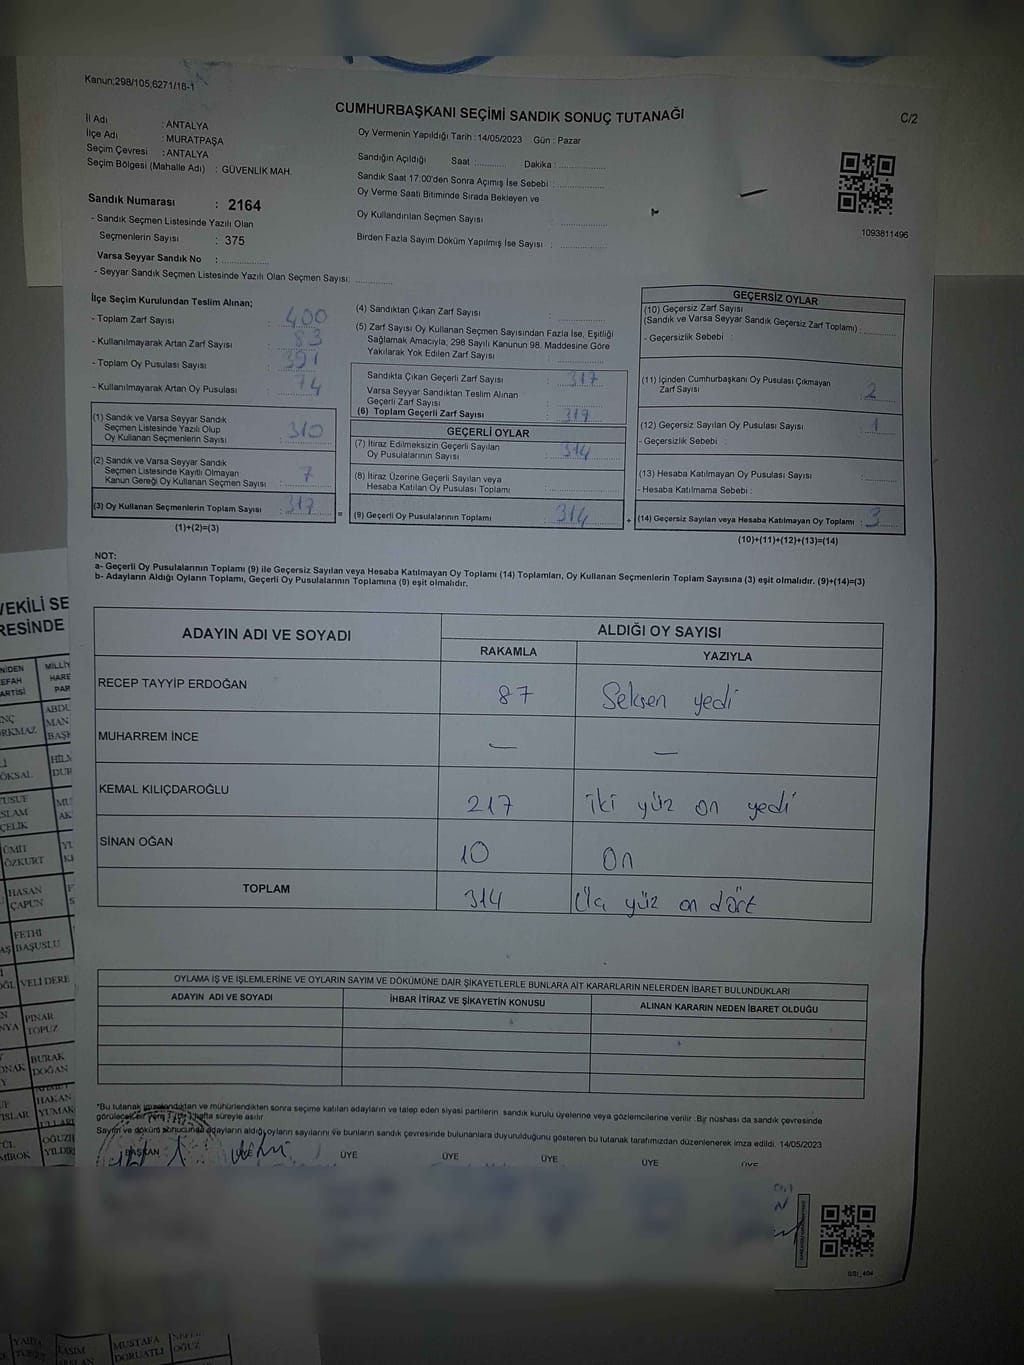 Kanun,298/105,6271/18-1
CUMHURBAŞKANI SEÇİMİ SANDIK SONUÇ TUTANAĞI
C/2
İl Adı : ANTALYA
İlçe Adı : MURATPAŞA
Seçim Çevresi : ANTALYA
Seçim Bölgesi (Mahalle Adı) : GÜVENLİK MAH.
Sandık Numarası : 2164
- Sandık Seçmen Listesinde Yazılı Olan
Seçmenlerin Sayısı : 375
Varsa Seyyar Sandık No :
- Seyyar Sandık Seçmen Listesinde Yazılı Olan Seçmen Sayısı:
Oy Vermenin Yapıldığı Tarih : 14/05/2023 Gün : Pazar
Sandığın Açıldığı Saat : Dakika :
Sandık Saat 17:00'den Sonra Açımış İse Sebebi :
Oy Verme Saati Bitiminde Sırada Bekleyen ve
Oy Kullandırılan Seçmen Sayısı
Birden Fazla Sayım Döküm Yapılmış İse Sayısı :
1093811496
İlçe Seçim Kurulundan Teslim Alınan;
- Toplam Zarf Sayısı : 400
- Kullanılmayarak Artan Zarf Sayısı : 83
- Toplam Oy Pusulası Sayısı : 391
- Kullanılmayarak Artan Oy Pusulası : 74
(1) Sandık ve Varsa Seyyar Sandık
Seçmen Listesinde Yazılı Olup
Oy Kullanan Seçmenlerin Sayısı : 310
(2) Sandık ve Varsa Seyyar Sandık
Seçmen Listesinde Kayıtlı Olmayan
Kanun Gereği Oy Kullanan Seçmen Sayısı : 7
(3) Oy Kullanan Seçmenlerin Toplam Sayısı : 317
(1)+(2)=(3)
(4) Sandıktan Çıkan Zarf Sayısı :
(5) Zarf Sayısı Oy Kullanan Seçmen Sayısından Fazla İse, Eşitliği
Sağlamak Amacıyla; 298 Sayılı Kanunun 98. Maddesine Göre
Yakılarak Yok Edilen Zarf Sayısı :
Sandıkta Çıkan Geçerli Zarf Sayısı : 317
Varsa Seyyar Sandıktan Teslim Alınan
Geçerli Zarf Sayısı :
(6) Toplam Geçerli Zarf Sayısı : 317
GEÇERLİ OYLAR
(7) İtiraz Edilmeksizin Geçerli Sayılan
Oy Pusulalarının Sayısı : 314
(8) İtiraz Üzerine Geçerli Sayılan veya
Hesaba Katılan Oy Pusulası Toplamı :
= (9) Geçerli Oy Pusulalarının Toplamı : 314
GEÇERSİZ OYLAR
(10) Geçersiz Zarf Sayısı
(Sandık ve Varsa Seyyar Sandık Geçersiz Zarf Toplamı) :
- Geçersizlik Sebebi :
(11) İçinden Cumhurbaşkanı Oy Pusulası Çıkmayan
Zarf Sayısı : 2
(12) Geçersiz Sayılan Oy Pusulası Sayısı : 1
- Geçersizlik Sebebi :
(13) Hesaba Katılmayan Oy Pusulası Sayısı :
- Hesaba Katılmama Sebebi :
+ (14) Geçersiz Sayılan veya Hesaba Katılmayan Oy Toplamı : 3
(10)+(11)+(12)+(13)=(14)
NOT:
a- Geçerli Oy Pusulalarının Toplamı (9) ile Geçersiz Sayılan veya Hesaba Katılmayan Oy Toplamı (14) Toplamları, Oy Kullanan Seçmenlerin Toplam Sayısına (3) eşit olmalıdır. (9)+(14)=(3)
b- Adayların Aldığı Oyların Toplamı, Geçerli Oy Pusulalarının Toplamına (9) eşit olmalıdır.
ADAYIN ADI VE SOYADI ALDIĞI OY SAYISI
RAKAMLA YAZIYLA
RECEP TAYYİP ERDOĞAN 87 Seksen yedi
MUHARREM İNCE — —
KEMAL KILIÇDAROĞLU 217 iki yüz on yedi
SİNAN OĞAN 10 On
TOPLAM 314 Üç yüz on dört
OYLAMA İŞ VE İŞLEMLERİNE VE OYLARIN SAYIM VE DÖKÜMÜNE DAİR ŞİKAYETLERLE BUNLARA AİT KARARLARIN NELERDEN İBARET BULUNDUKLARI
ADAYIN ADI VE SOYADI İHBAR İTİRAZ VE ŞİKAYETİN KONUSU ALINAN KARARIN NEDEN İBARET OLDUĞU
*Bu tutanak imzalandıktan ve mühürlendikten sonra seçime katılan adayların ve talep eden siyasi partilerin sandık kurulu üyelerine veya gözlemcilerine verilir. Bir nüshası da sandık çevresinde
görülecek bir yere 1 (bir) hafta süreyle asılır.
Sayım ve döküm sonucunda adayların aldığı oyların sayılarını ve bunların sandık çevresinde bulunanlara duyurulduğunu gösteren bu tutanak tarafımızdan düzenlenerek imza edildi. 14/05/2023
BAŞKAN ÜYE ÜYE ÜYE ÜYE ÜYE
GSI_404
VEKİLİ SE
RESİNDE
NİDEN
EFAH
ARTİSİ
MİLLİY
HARE
PAR
NÇ
RKMAZ
ABDU
MAN
BAŞK
ÖKSAL
HİLN
DUR
YUSUF
SLAM
ÇELİK
MU
AK
ÜMİT
ÖZKURT
HASAN
ÇAPUN
FETHİ
BAŞUSLU
VELİ DERE
PINAR
TOPUZ
BURAK
DOĞAN
HAKAN
YUMAK
OĞUZH
YILDIR
MİROK
MUSTAFA
DORUATLI
OĞUZ